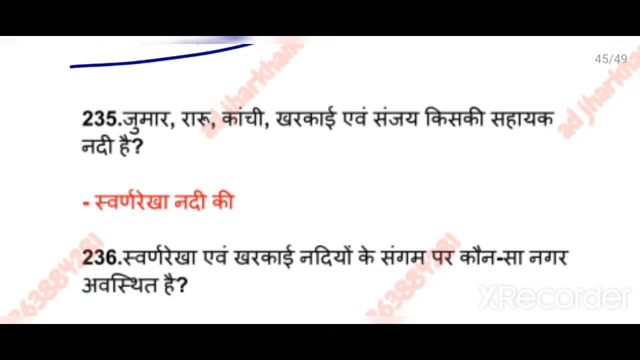 45/49
235.जुमार, रारू, कांची, खरकाई एवं संजय किसकी सहायक
नदी है?
- स्वर्णरेखा नदी की
236.स्वर्णरेखा एवं खरकाई नदियों के संगम पर कौन-सा नगर
अवस्थित है?
XRecorder